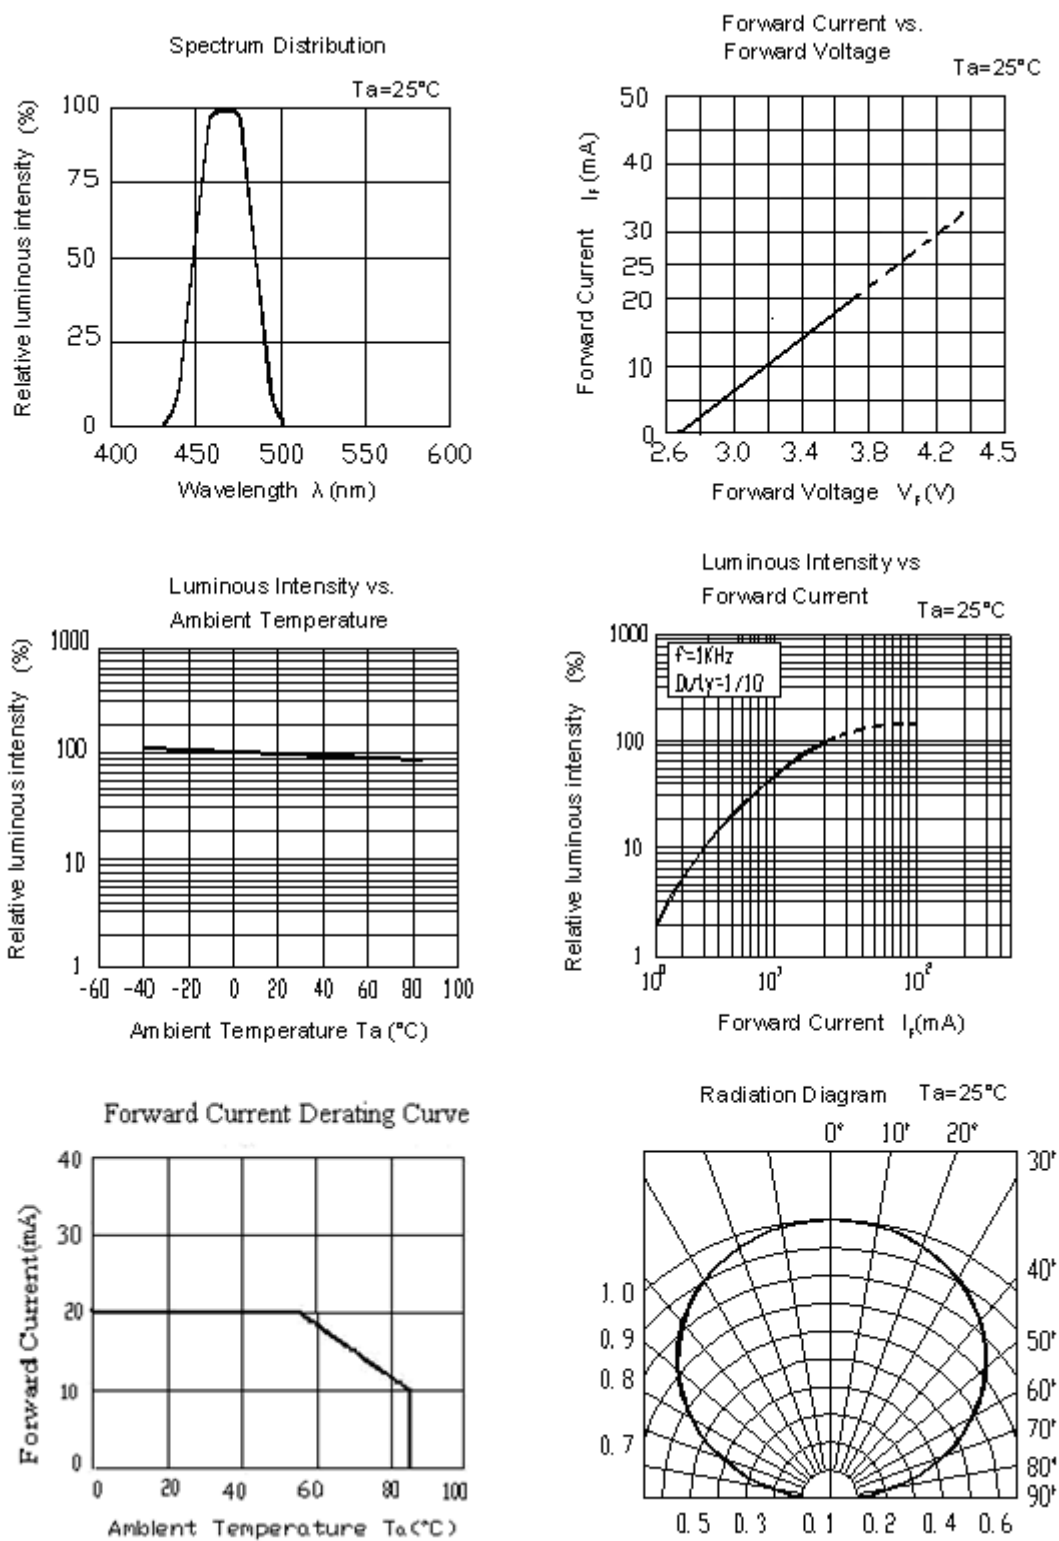 Spectrum Distribution
Ta=25°C
Relative luminous intensity (%)
100
75
50
25
0
400 450 500 550 600
Wavelength λ (nm)
Forward Current vs.
Forward Voltage
Ta=25°C
Forward Current IF (mA)
50
40
30
25
20
10
0
2.6 3.0 3.4 3.8 4.2 4.5
Forward Voltage VF (V)
Luminous Intensity vs.
Ambient Temperature
Relative luminous intensity (%)
1000
100
10
1
-60 -40 -20 0 20 40 60 80 100
Ambient Temperature Ta (°C)
Luminous Intensity vs
Forward Current
Ta=25°C
f=1KHz
Duty=1/10
Relative luminous intensity (%)
1000
100
10
1
10⁰ 10¹ 10²
Forward Current IF(mA)
Forward Current Derating Curve
Forward Current(mA)
40
30
20
10
0
0 20 40 60 80 100
Ambient Temperature Ta(°C)
Radiation Diagram Ta=25°C
0° 10° 20°
30°
40°
50°
60°
70°
80°
90°
1.0
0.9
0.8
0.7
0.5 0.3 0.1 0.2 0.4 0.6